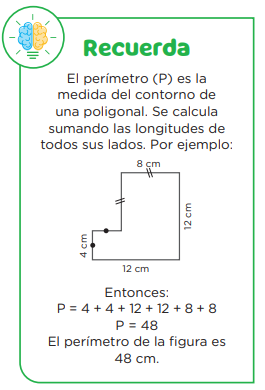 Recuerda
El perímetro (P) es la
medida del contorno de
una poligonal. Se calcula
sumando las longitudes de
todos sus lados. Por ejemplo:
8 cm
12 cm
4 cm
12 cm
Entonces:
P = 4 + 4 + 12 + 12 + 8 + 8
P = 48
El perímetro de la figura es
48 cm.